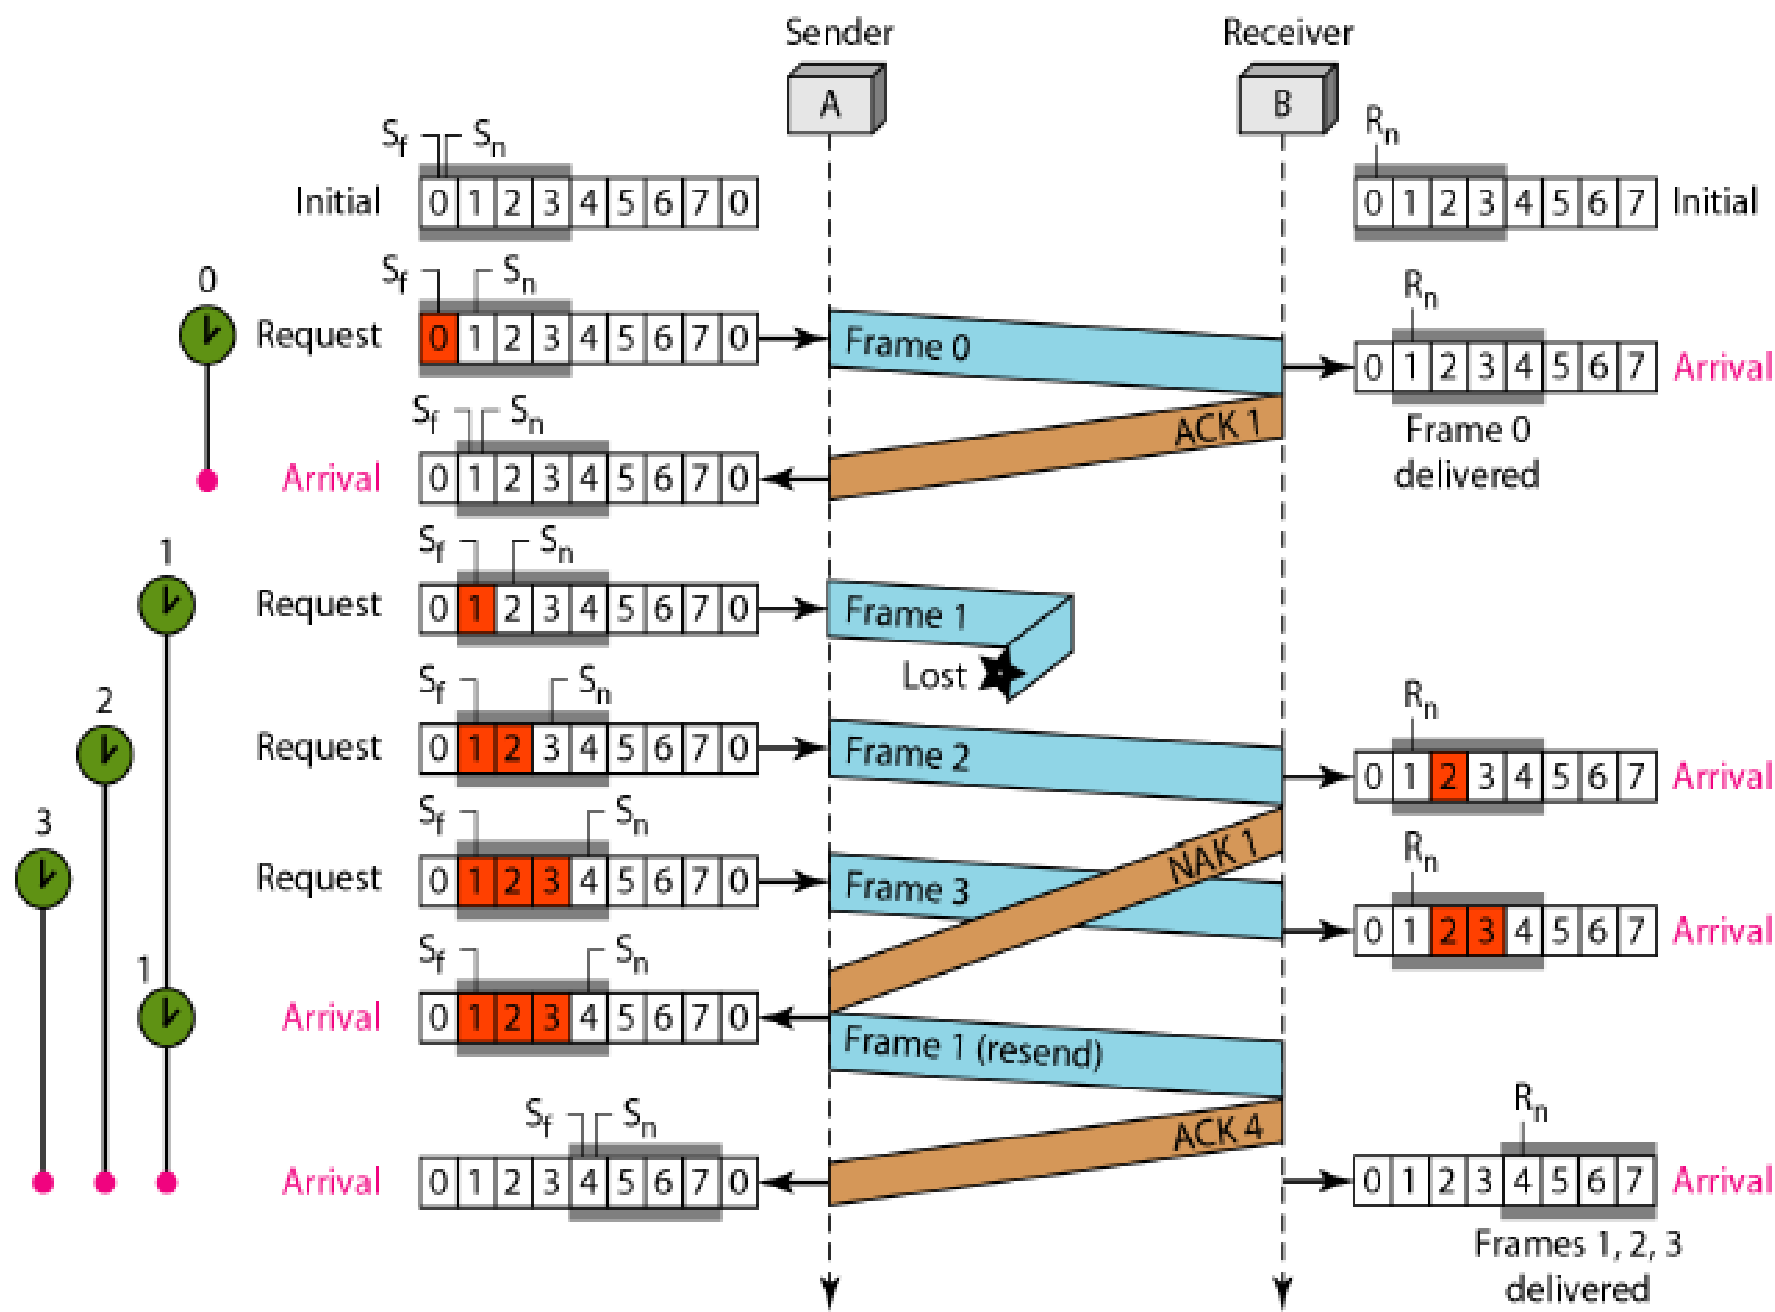 Sender Receiver
A B
Sf Sn Rn
Initial 0 1 2 3 4 5 6 7 0 0 1 2 3 4 5 6 7 Initial
0 Sf Sn Rn
Request 0 1 2 3 4 5 6 7 0 Frame 0 0 1 2 3 4 5 6 7 Arrival
Sf Sn ACK 1 Frame 0
Arrival 0 1 2 3 4 5 6 7 0 delivered
1 Sf Sn
Request 0 1 2 3 4 5 6 7 0 Frame 1
Lost
2 Sf Sn Rn
Request 0 1 2 3 4 5 6 7 0 Frame 2 0 1 2 3 4 5 6 7 Arrival
3 Sf Sn NAK 1 Rn
Request 0 1 2 3 4 5 6 7 0 Frame 3 0 1 2 3 4 5 6 7 Arrival
1 Sf Sn
Arrival 0 1 2 3 4 5 6 7 0
Frame 1 (resend)
Sf Sn ACK 4 Rn
Arrival 0 1 2 3 4 5 6 7 0 0 1 2 3 4 5 6 7 Arrival
Frames 1, 2, 3
delivered